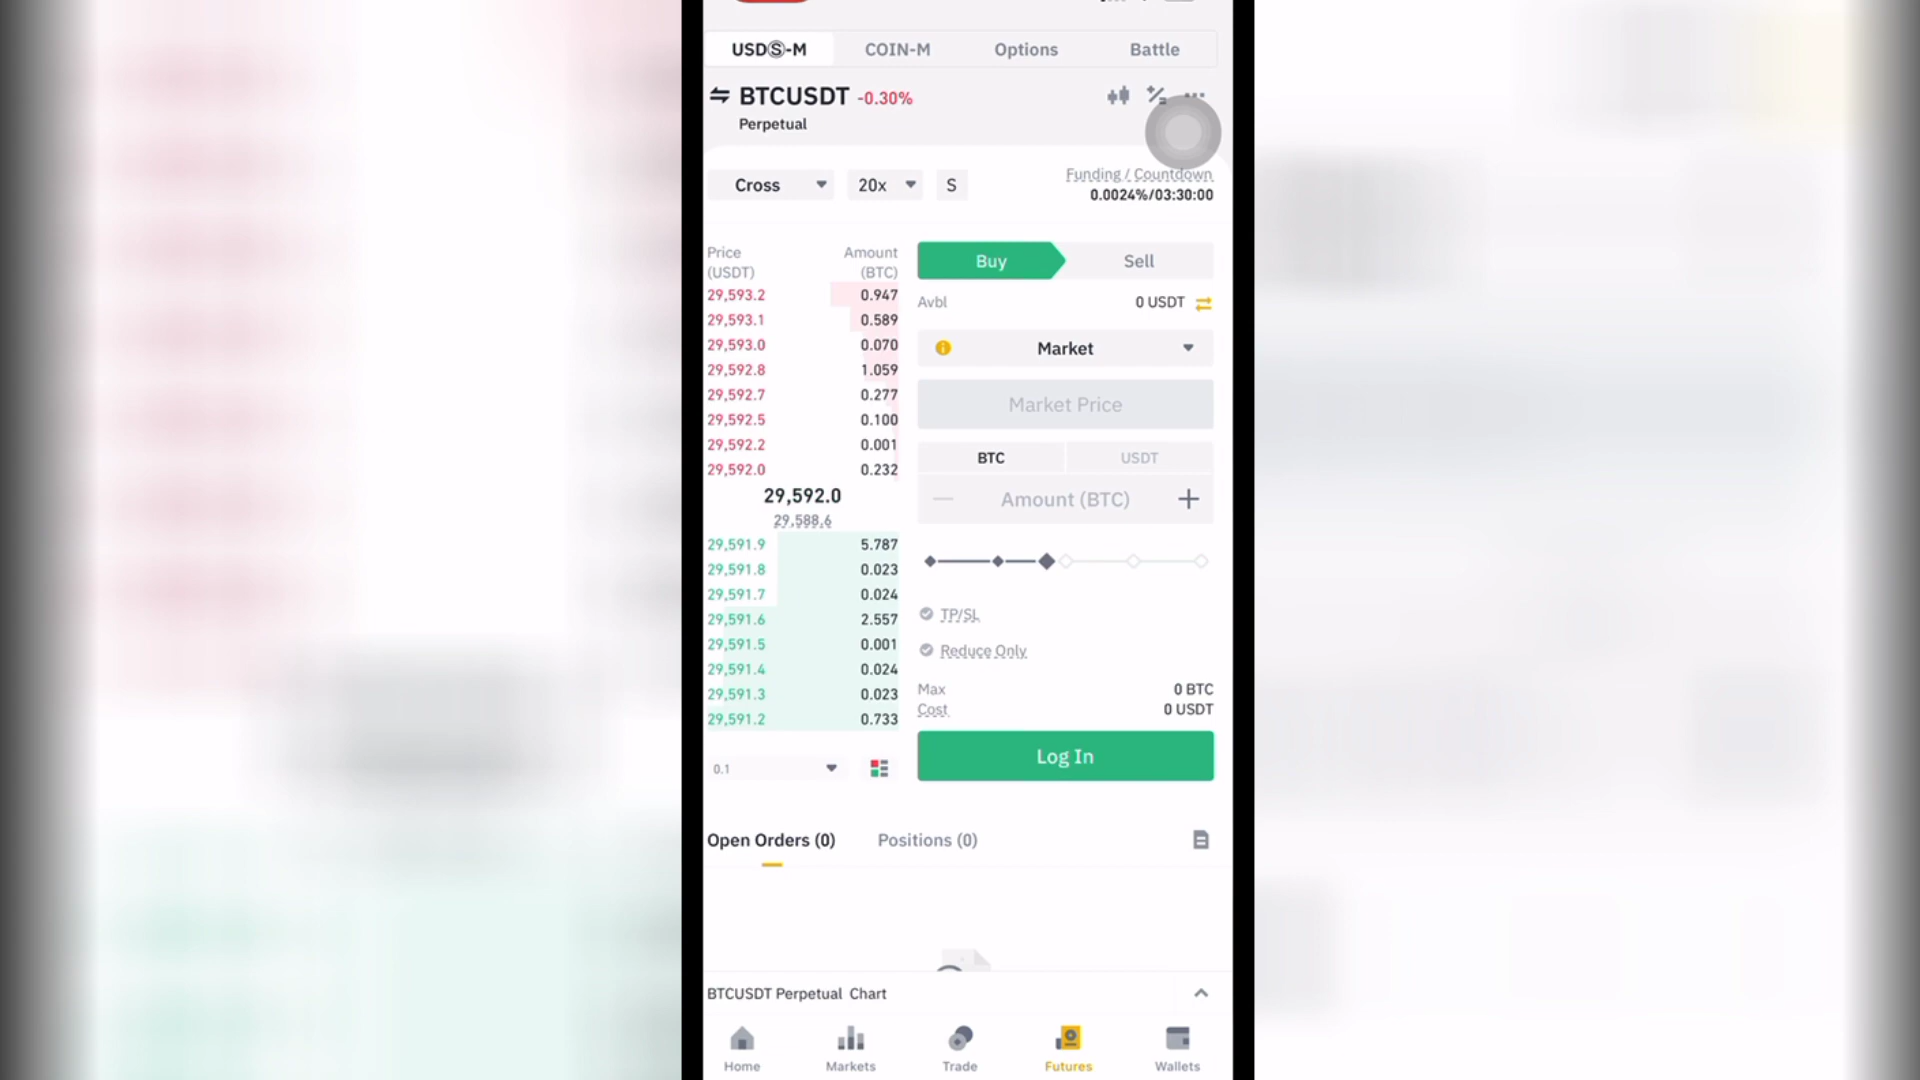 USDⓈ-M COIN-M Options Battle
BTCUSDT -0.30%
Perpetual
Cross 20x S
Funding / Countdown
0.0024%/03:30:00
Price (USDT) Amount (BTC)
29,593.2 0.947
29,593.1 0.589
29,593.0 0.070
29,592.8 1.059
29,592.7 0.277
29,592.5 0.100
29,592.2 0.001
29,592.0 0.232
29,592.0
29,588.6
29,591.9 5.787
29,591.8 0.023
29,591.7 0.024
29,591.6 2.557
29,591.5 0.001
29,591.4 0.024
29,591.3 0.023
29,591.2 0.733
0.1
Buy Sell
Avbl 0 USDT
Market
Market Price
BTC USDT
Amount (BTC)
TP/SL
Reduce Only
Max 0 BTC
Cost 0 USDT
Log In
Open Orders (0) Positions (0)
BTCUSDT Perpetual Chart
Home Markets Trade Futures Wallets